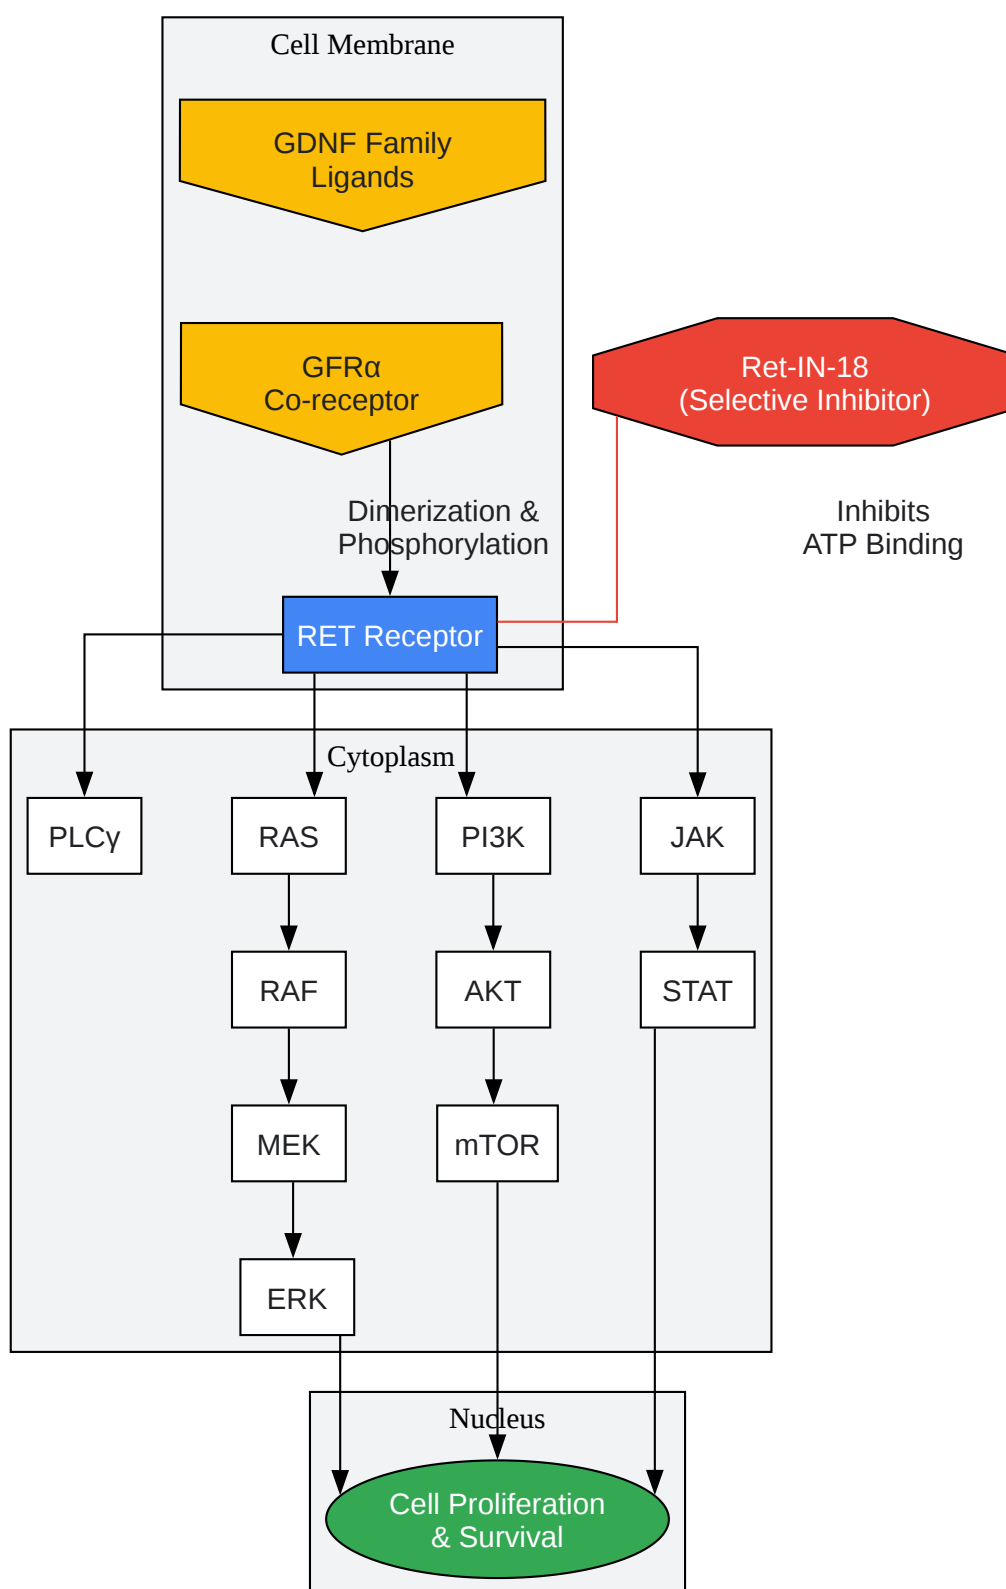 Cell Membrane
GDNF Family
Ligands
GFRα
Co-receptor
Ret-IN-18
(Selective Inhibitor)
Dimerization &
Phosphorylation
Inhibits
ATP Binding
RET Receptor
Cytoplasm
PLCγ
RAS
PI3K
JAK
RAF
AKT
STAT
MEK
mTOR
ERK
Nucleus
Cell Proliferation
& Survival